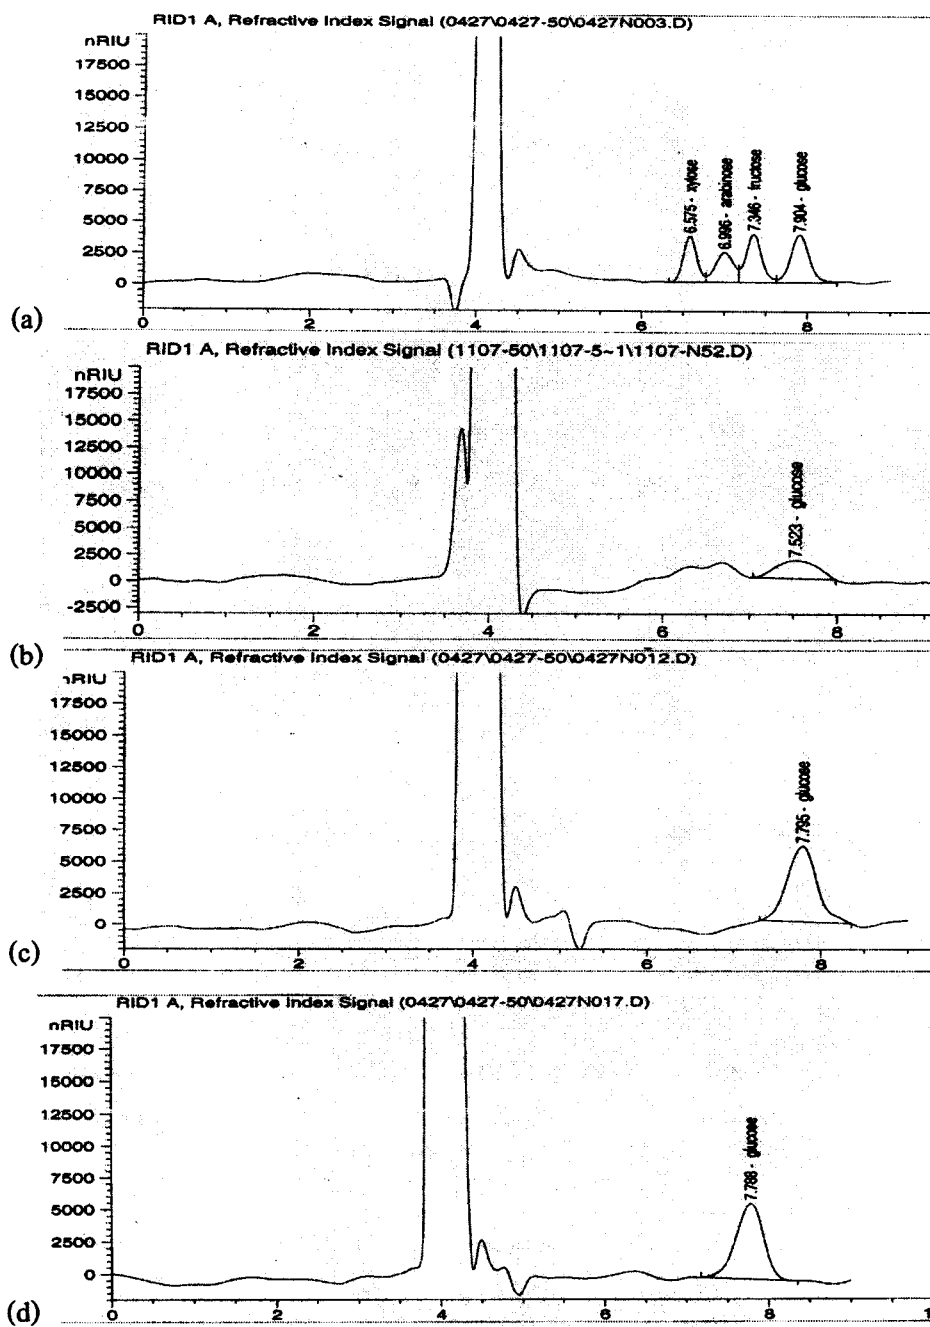 RID1 A, Refractive Index Signal (0427\0427-50\0427N003.D)
nRIU
17500
15000
12500
10000
7500
5000
2500
0
6.575 - xylose
6.996 - arabinose
7.346 - fructose
7.904 - glucose
0 2 4 6 8
(a)
RID1 A, Refractive Index Signal (1107-50\1107-5~1\1107-N52.D)
nRIU
17500
15000
12500
10000
7500
5000
2500
0
-2500
7.523 - glucose
0 2 4 6 8
(b)
RID1 A, Refractive Index Signal (0427\0427-50\0427N012.D)
nRIU
17500
15000
12500
10000
7500
5000
2500
0
7.795 - glucose
0 2 4 6 8
(c)
RID1 A, Refractive Index Signal (0427\0427-50\0427N017.D)
nRIU
17500
15000
12500
10000
7500
5000
2500
0
7.788 - glucose
0 2 4 6 8 1
(d)